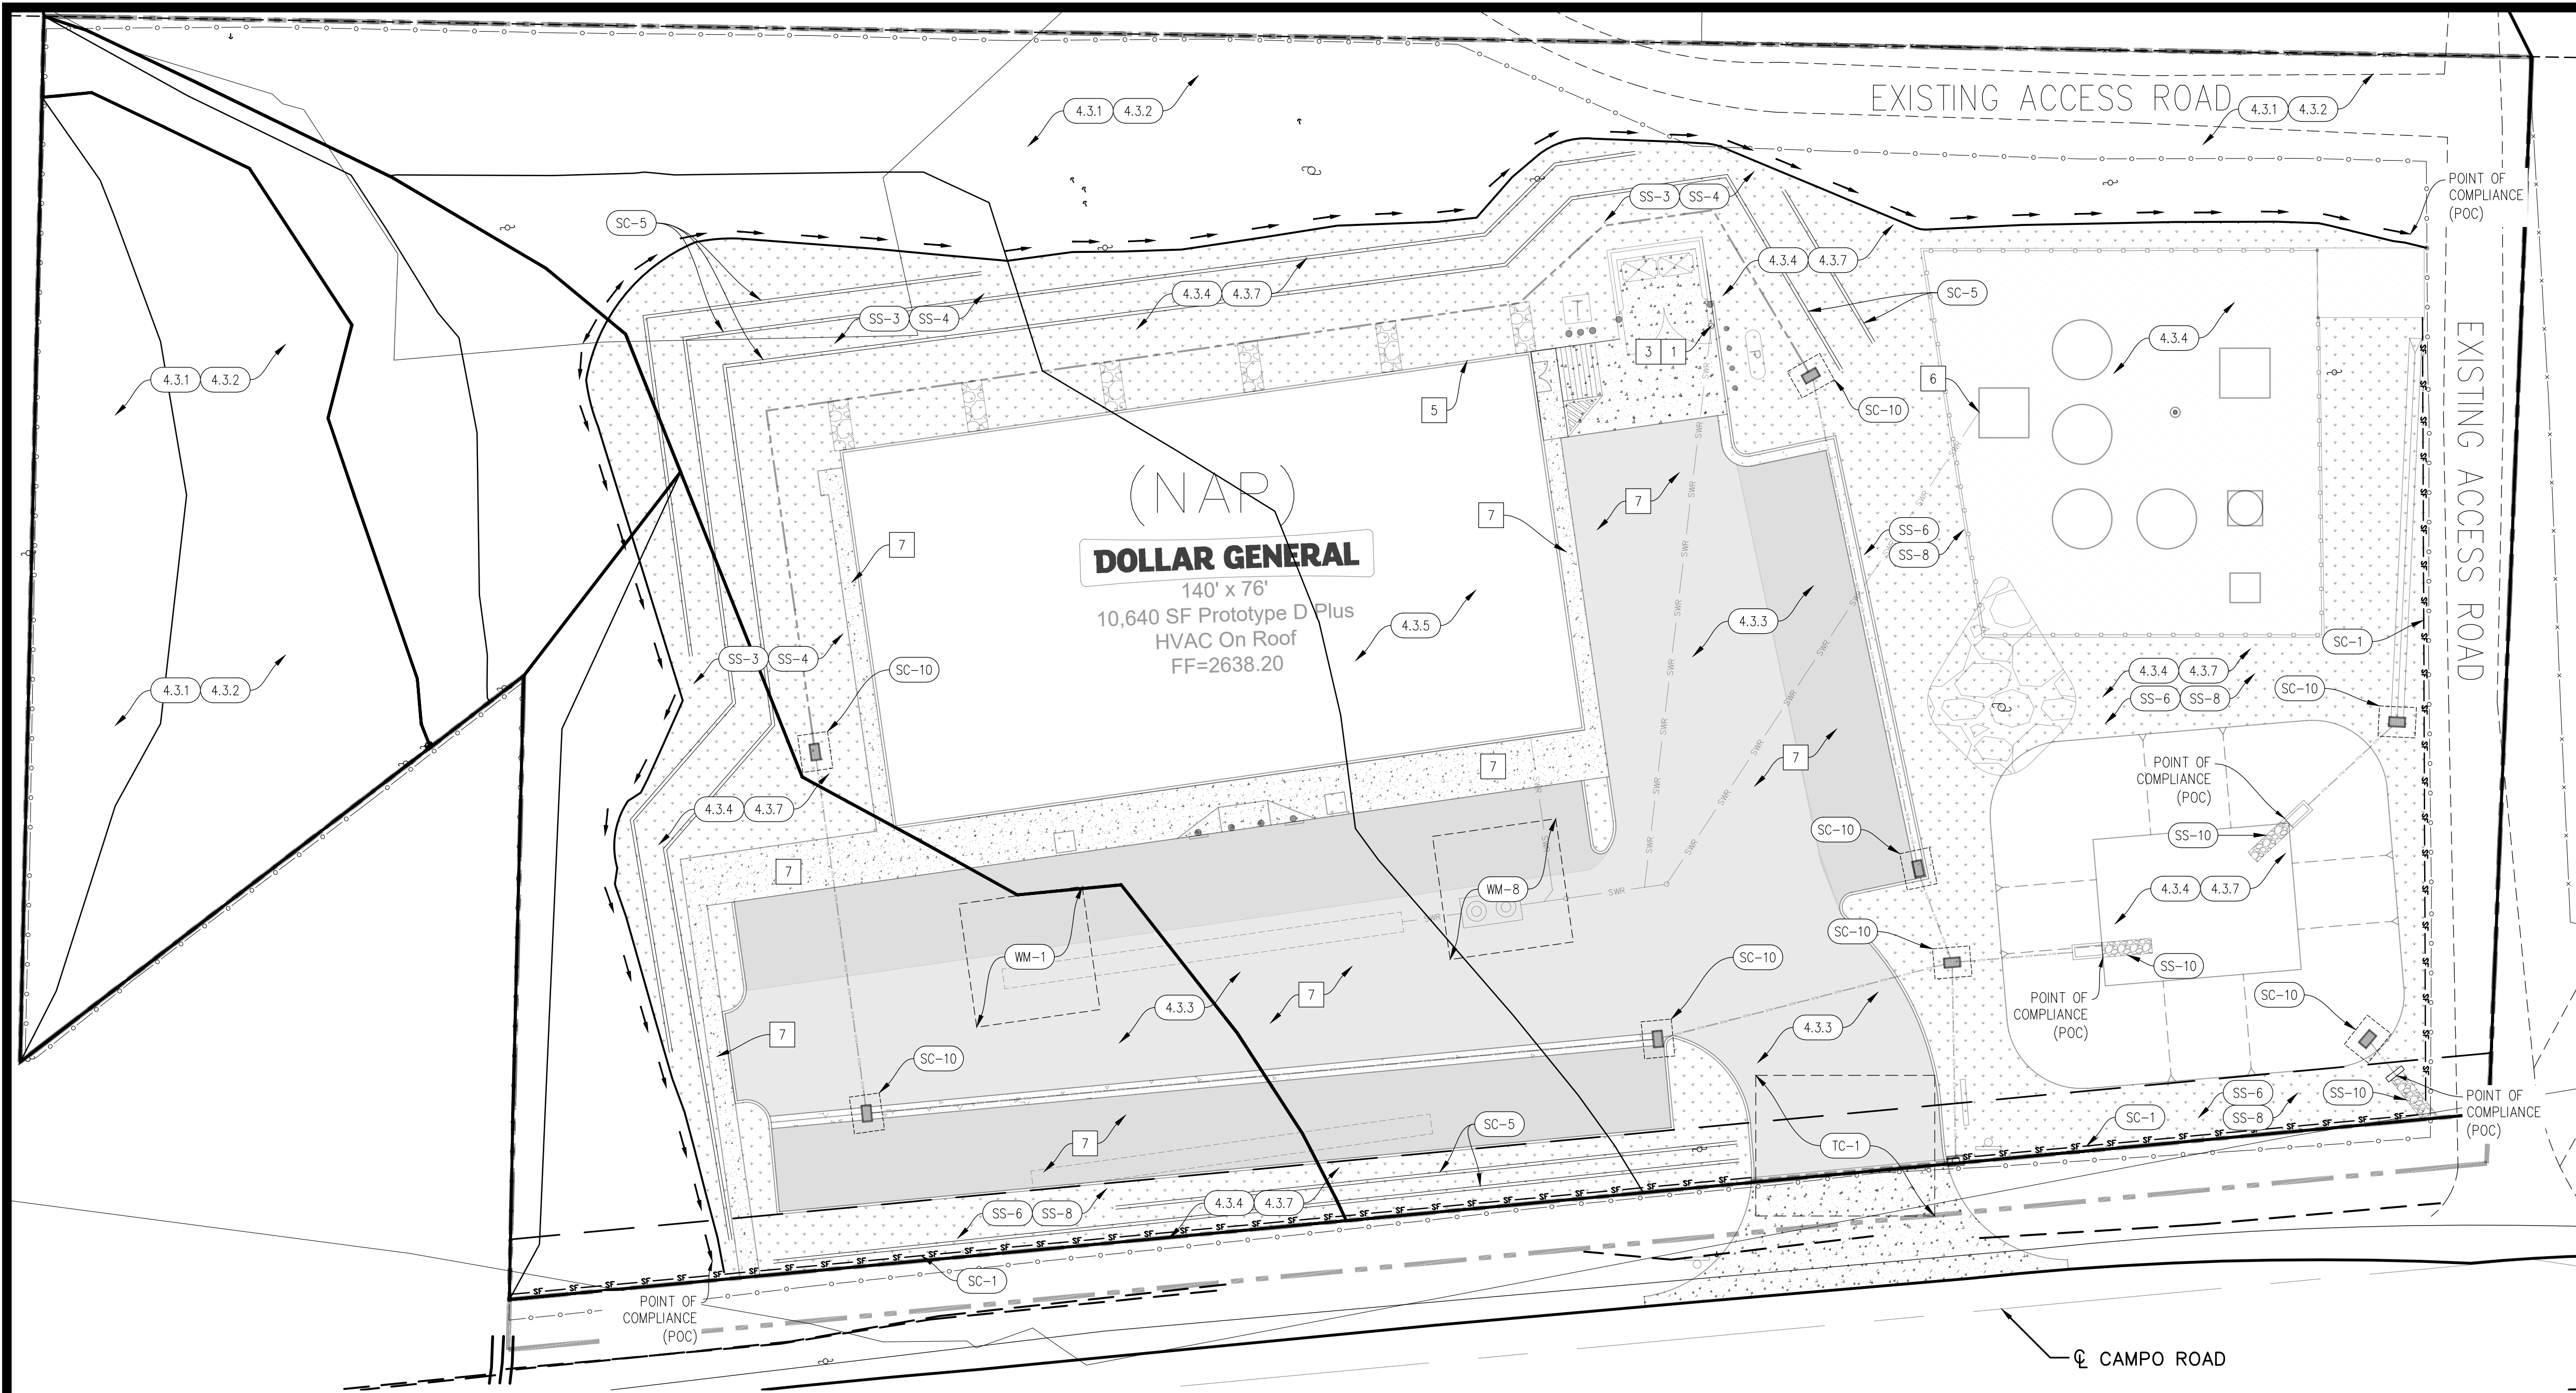 EXISTING ACCESS ROAD
4.3.1 4.3.2
4.3.1 4.3.2
POINT OF
COMPLIANCE
(POC)
SS-3 SS-4
SC-5
4.3.4 4.3.7
4.3.4 4.3.7
SC-5
SS-3 SS-4
T
3 1
P
4.3.4
EXISTING ACCESS ROAD
4.3.1 4.3.2
6
5
SC-10
SWR
SF
(NAP)
DOLLAR GENERAL
140' x 76'
10,640 SF Prototype D Plus
HVAC On Roof
FF=2638.20
7
7
7
SS-6
SS-8
4.3.5
4.3.3
SC-1
SS-3 SS-4
SC-10
4.3.1 4.3.2
4.3.4 4.3.7
SS-6 SS-8
SC-10
7
7
POINT OF
COMPLIANCE
(POC)
4.3.4 4.3.7
SC-10
SS-10
7
WM-8
4.3.4 4.3.7
SC-10
WM-1
SC-10
SS-10
7
4.3.3
POINT OF
COMPLIANCE
(POC)
SC-10
7
4.3.3
SC-10
SS-6
SS-8
SS-10
POINT OF
COMPLIANCE
(POC)
SC-1
SC-5
7
TC-1
SS-6 SS-8
4.3.4 4.3.7
SC-1
POINT OF
COMPLIANCE
(POC)
℄ CAMPO ROAD